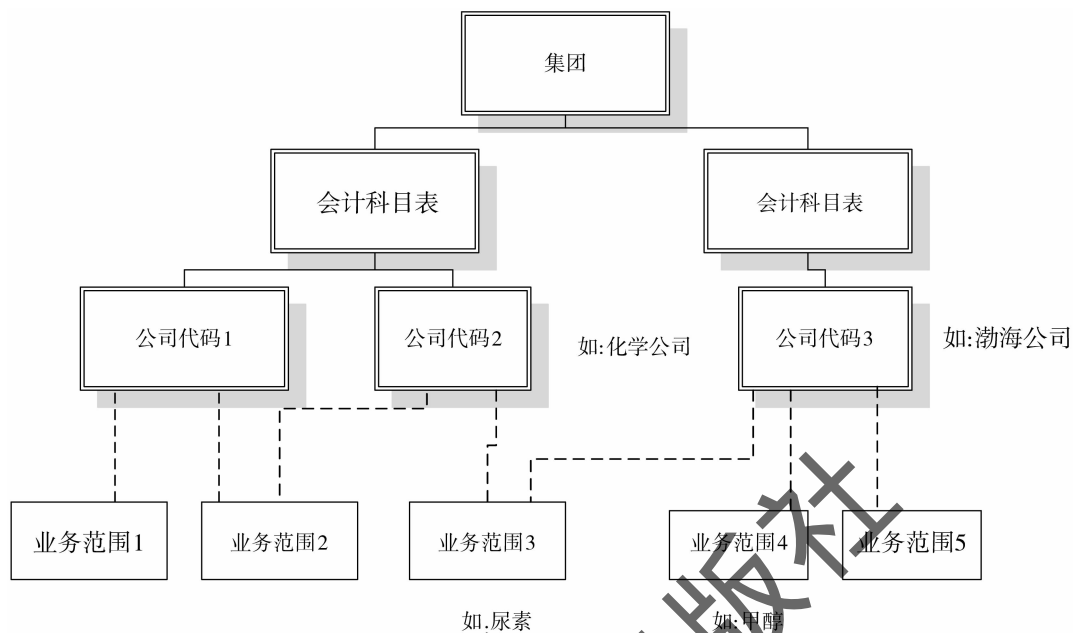 集团
会计科目表
会计科目表
公司代码1
公司代码2
如:化学公司
公司代码3
如:渤海公司
业务范围1
业务范围2
业务范围3
业务范围4
业务范围5
如:尿素
如:甲醇
版社